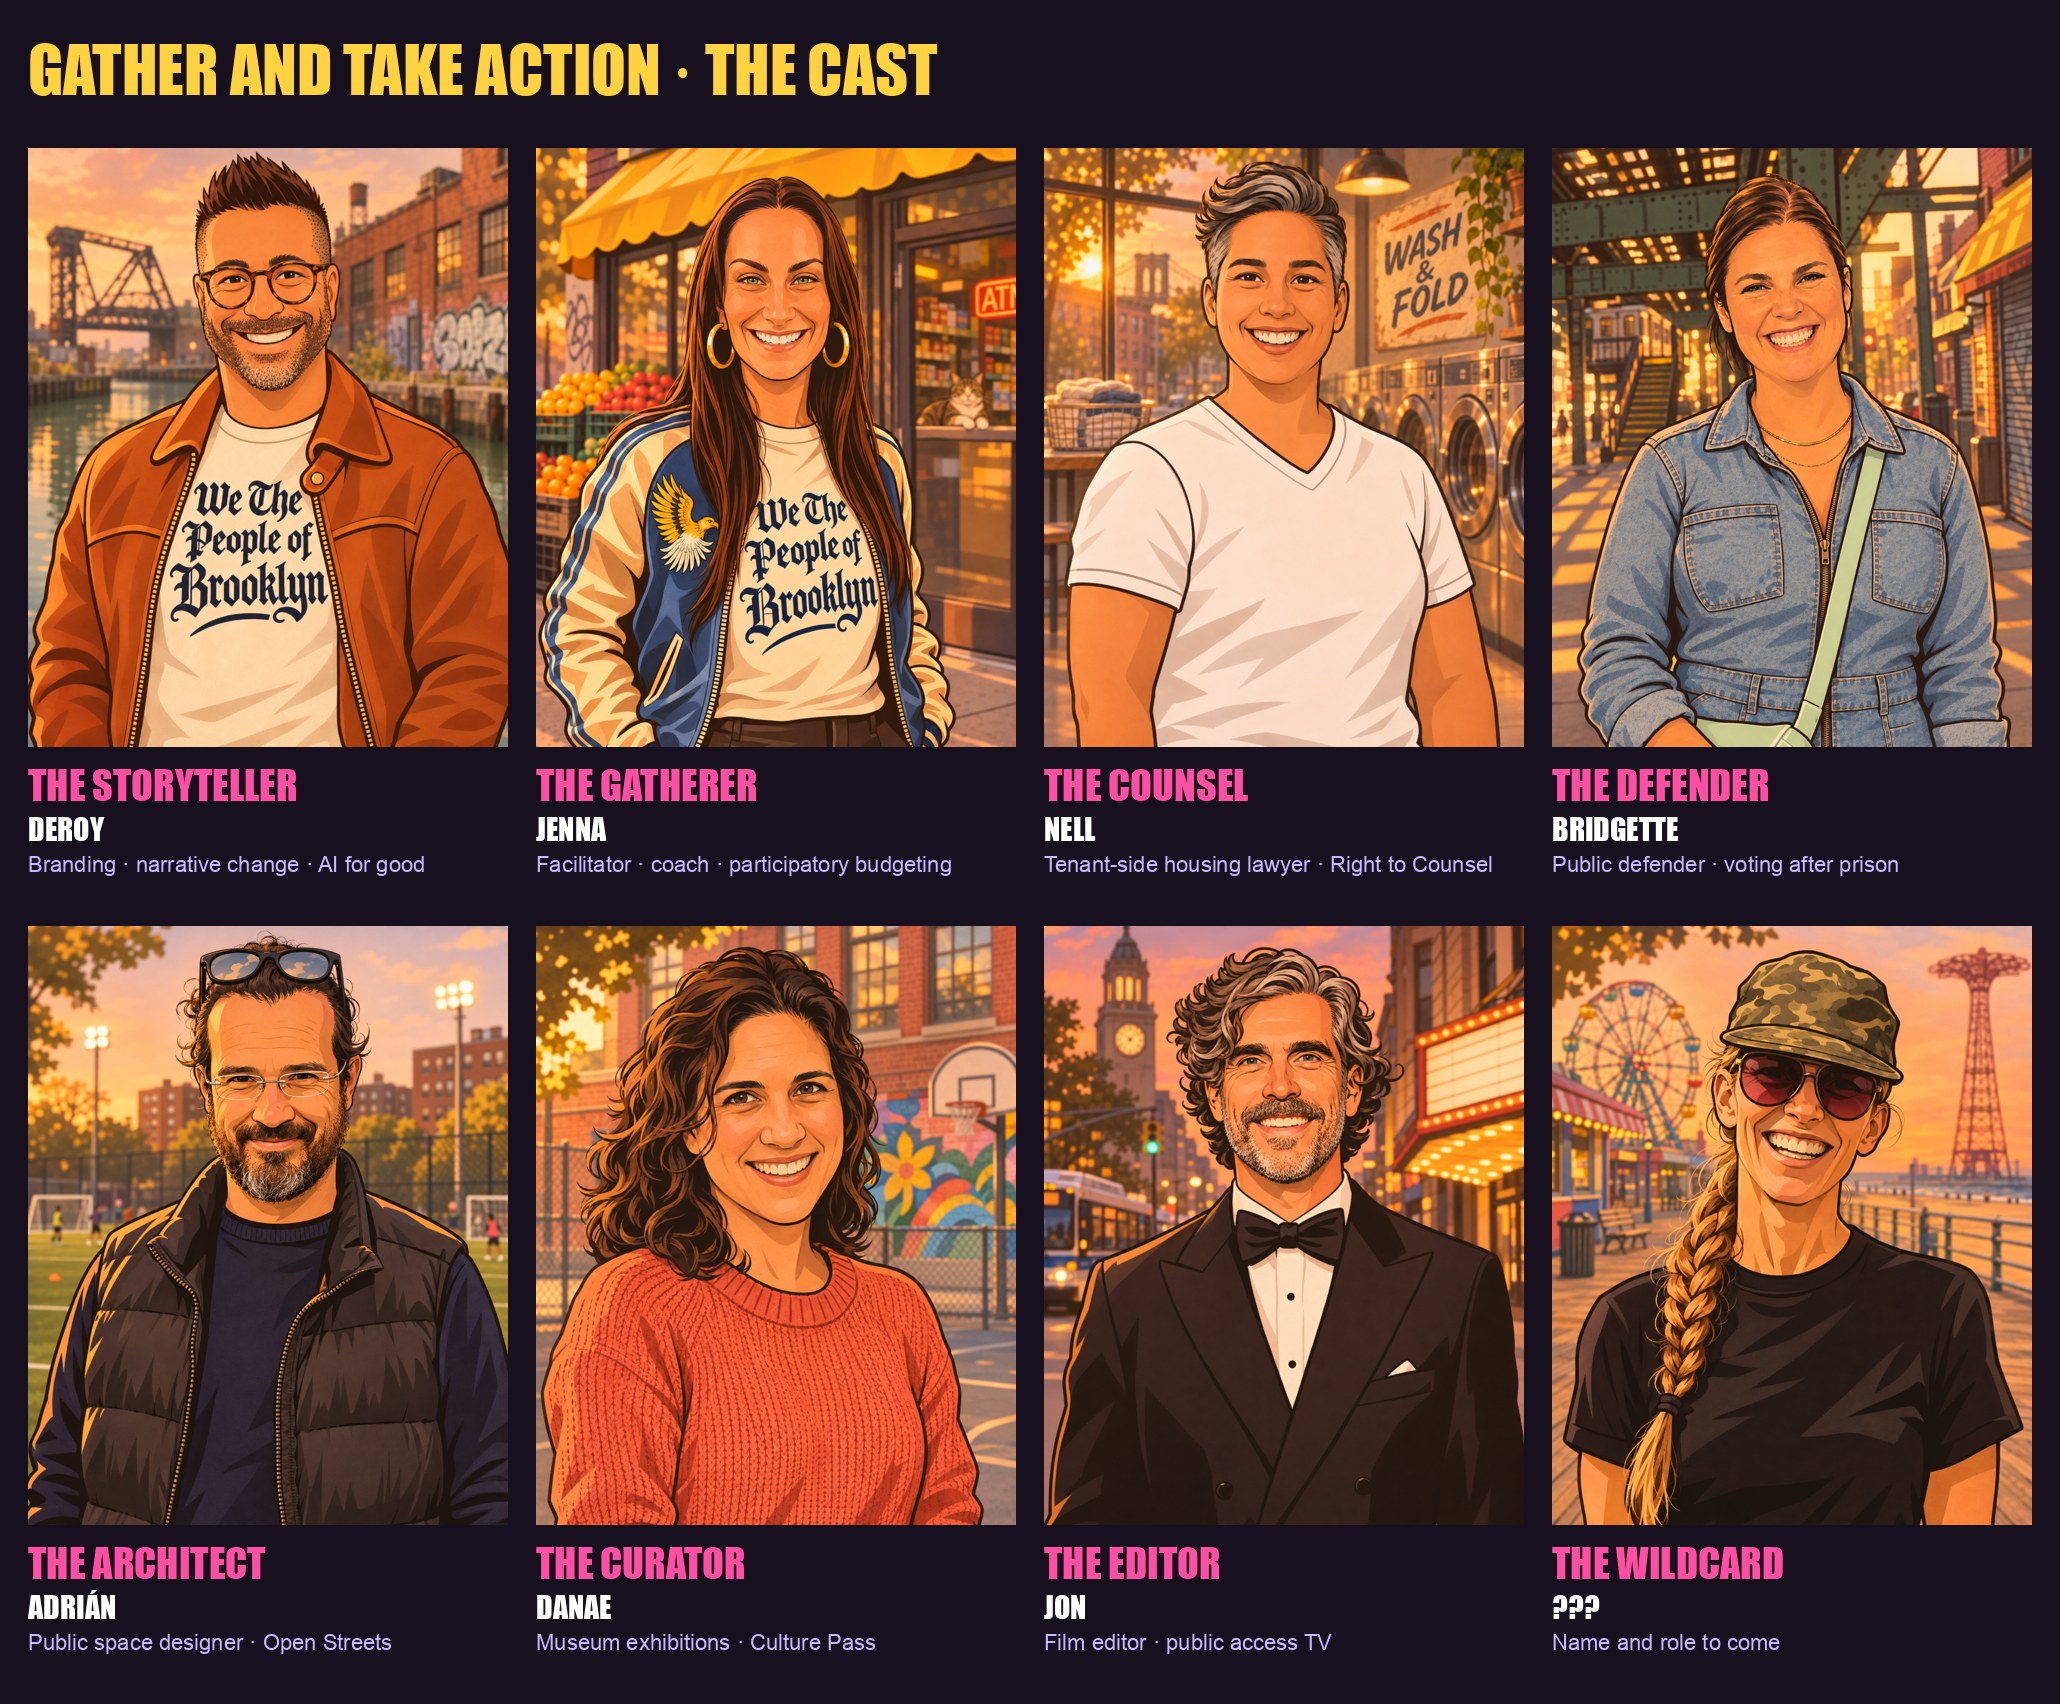 GATHER AND TAKE ACTION · THE CAST
We The
People of
Brooklyn
We The
People of
Brooklyn
ATM
WASH
&
FOLD
THE STORYTELLER
DEROY
Branding · narrative change · AI for good
THE GATHERER
JENNA
Facilitator · coach · participatory budgeting
THE COUNSEL
NELL
Tenant-side housing lawyer · Right to Counsel
THE DEFENDER
BRIDGETTE
Public defender · voting after prison
THE ARCHITECT
ADRIÁN
Public space designer · Open Streets
THE CURATOR
DANAE
Museum exhibitions · Culture Pass
THE EDITOR
JON
Film editor · public access TV
THE WILDCARD
???
Name and role to come